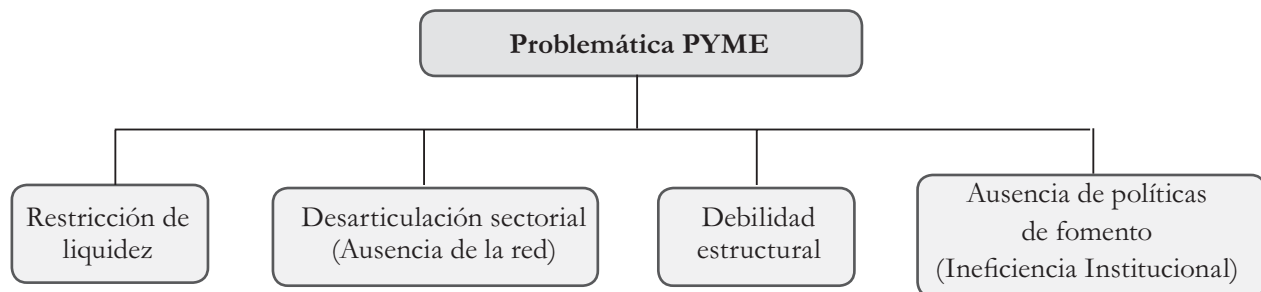 Problemática PYME
Restricción de
liquidez
Desarticulación sectorial
(Ausencia de la red)
Debilidad
estructural
Ausencia de políticas
de fomento
(Ineficiencia Institucional)